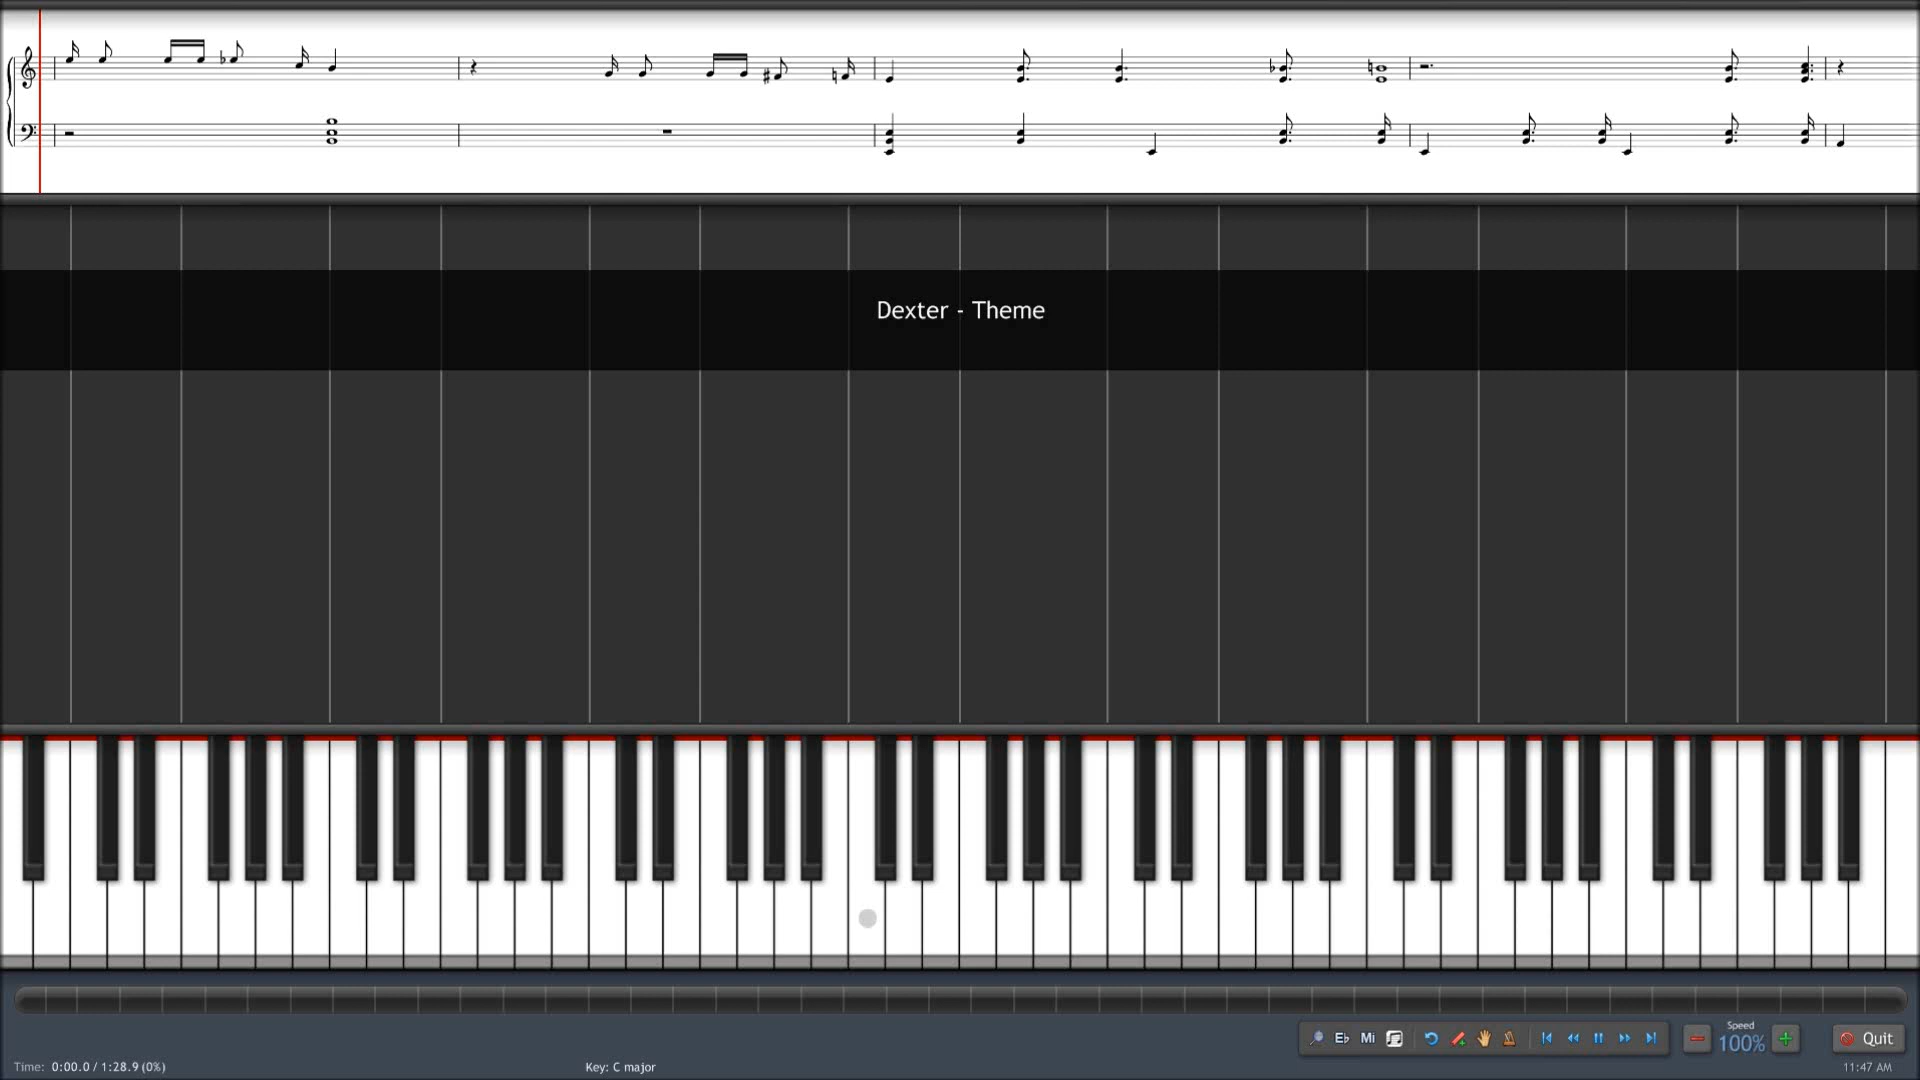 Dexter - Theme
E♭ Mi
Speed
100%
Quit
Time: 0:00.0 / 1:28.9 (0%)
Key: C major
11:47 AM